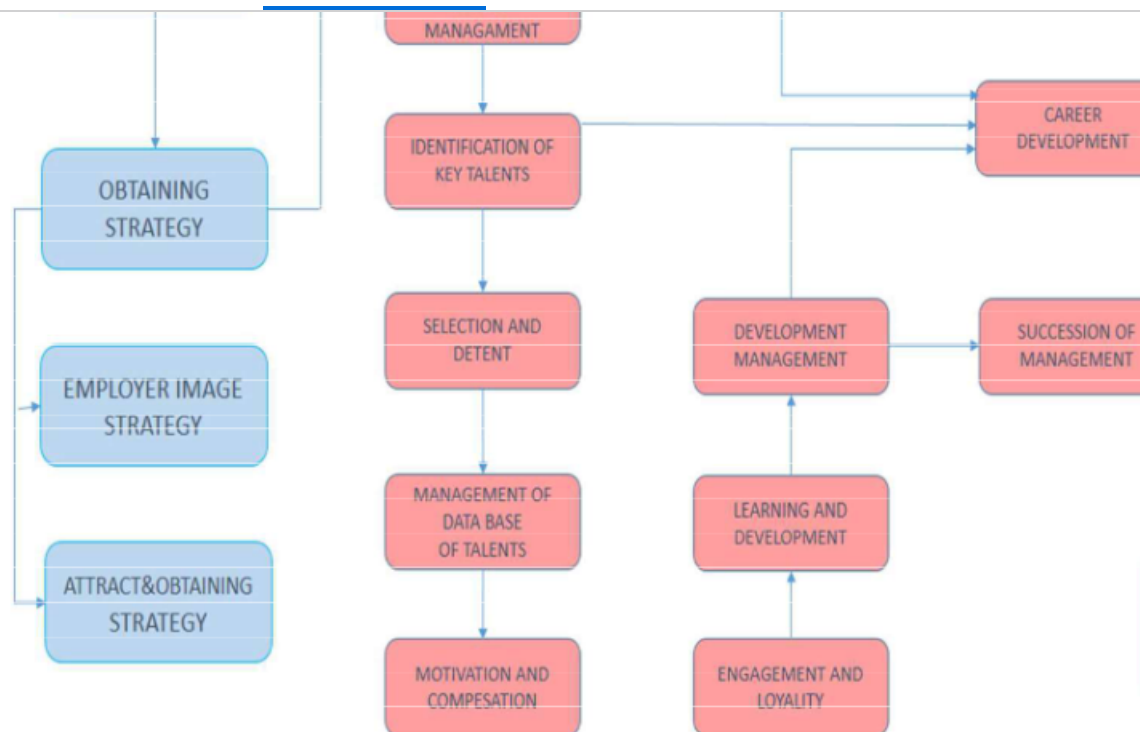 MANAGAMENT
IDENTIFICATION OF
KEY TALENTS
CAREER
DEVELOPMENT
OBTAINING
STRATEGY
SELECTION AND
DETENT
DEVELOPMENT
MANAGEMENT
SUCCESSION OF
MANAGEMENT
EMPLOYER IMAGE
STRATEGY
MANAGEMENT OF
DATA BASE
OF TALENTS
LEARNING AND
DEVELOPMENT
ATTRACT&OBTAINING
STRATEGY
MOTIVATION AND
COMPESATION
ENGAGEMENT AND
LOYALITY